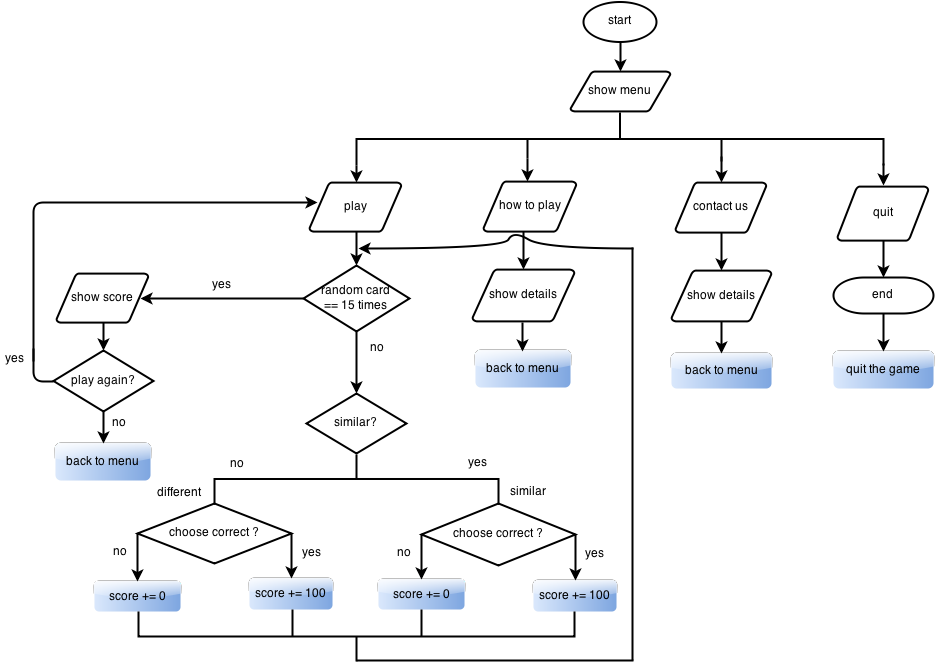 start
show menu
play
how to play
contact us
quit
yes
show score
random card
== 15 times
show details
show details
end
no
yes
play again?
back to menu
back to menu
quit the game
no
similar?
back to menu
no
yes
different
similar
choose correct ?
choose correct ?
no
yes
no
yes
score += 0
score += 100
score += 0
score += 100